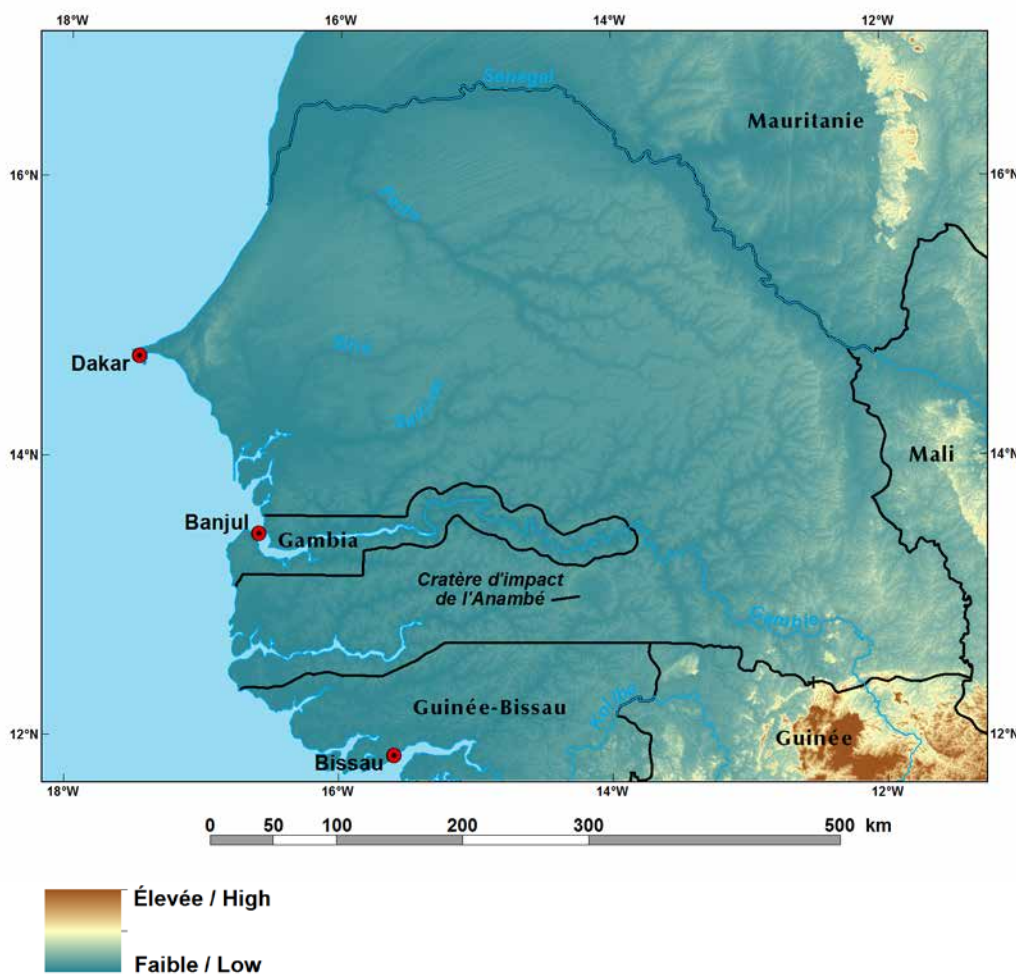 18°W
16°W
14°W
12°W
Sénégal
Mauritanie
16°N
16°N
Dakar
14°N
14°N
Mali
Banjul
Gambia
Cratère d'impact
de l'Anambé
Gambie
Guinée-Bissau
12°N
12°N
Guinée
Bissau
18°W
16°W
14°W
12°W
0
50
100
200
300
500 km
Élevée / High
Faible / Low